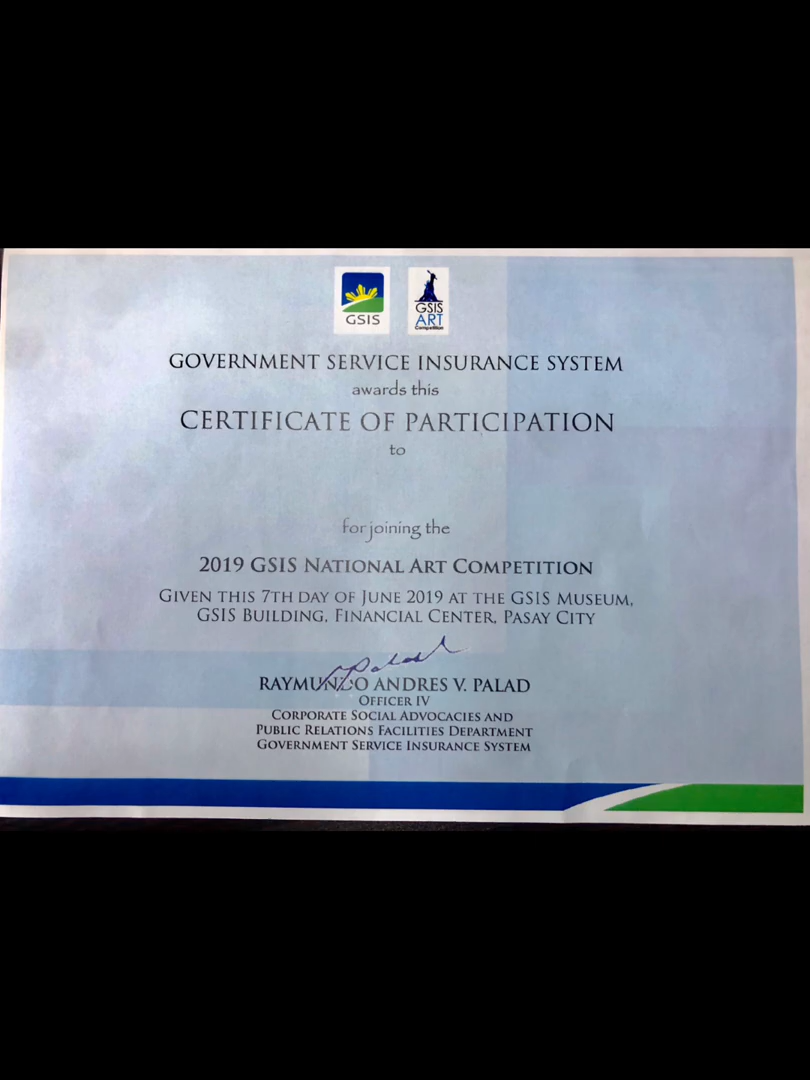 GSIS
GSIS
ART
Competition
GOVERNMENT SERVICE INSURANCE SYSTEM
awards this
CERTIFICATE OF PARTICIPATION
to
for joining the
2019 GSIS NATIONAL ART COMPETITION
GIVEN THIS 7TH DAY OF JUNE 2019 AT THE GSIS MUSEUM,
GSIS BUILDING, FINANCIAL CENTER, PASAY CITY
Palad
RAYMUNDO ANDRES V. PALAD
OFFICER IV
CORPORATE SOCIAL ADVOCACIES AND
PUBLIC RELATIONS FACILITIES DEPARTMENT
GOVERNMENT SERVICE INSURANCE SYSTEM